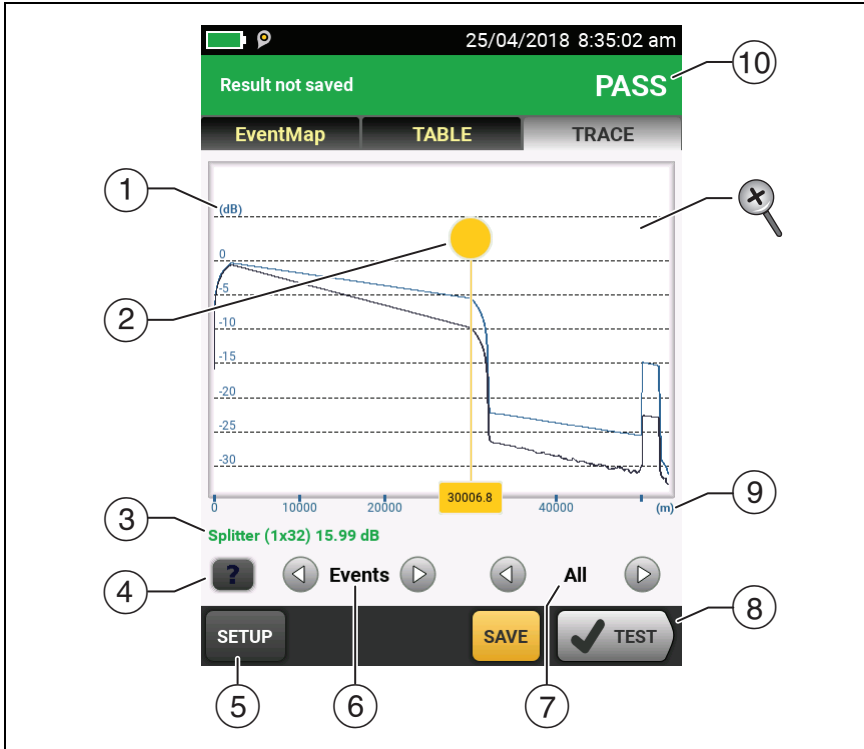 25/04/2018 8:35:02 am
Result not saved PASS
10
EventMap TABLE TRACE
1
(dB)
0
2
-5
-10
-15
-20
-25
-30
0 10000 20000 30006.8 40000 (m)
9
3
Splitter (1x32) 15.99 dB
4
? Events All
8
SETUP SAVE TEST
5 6 7